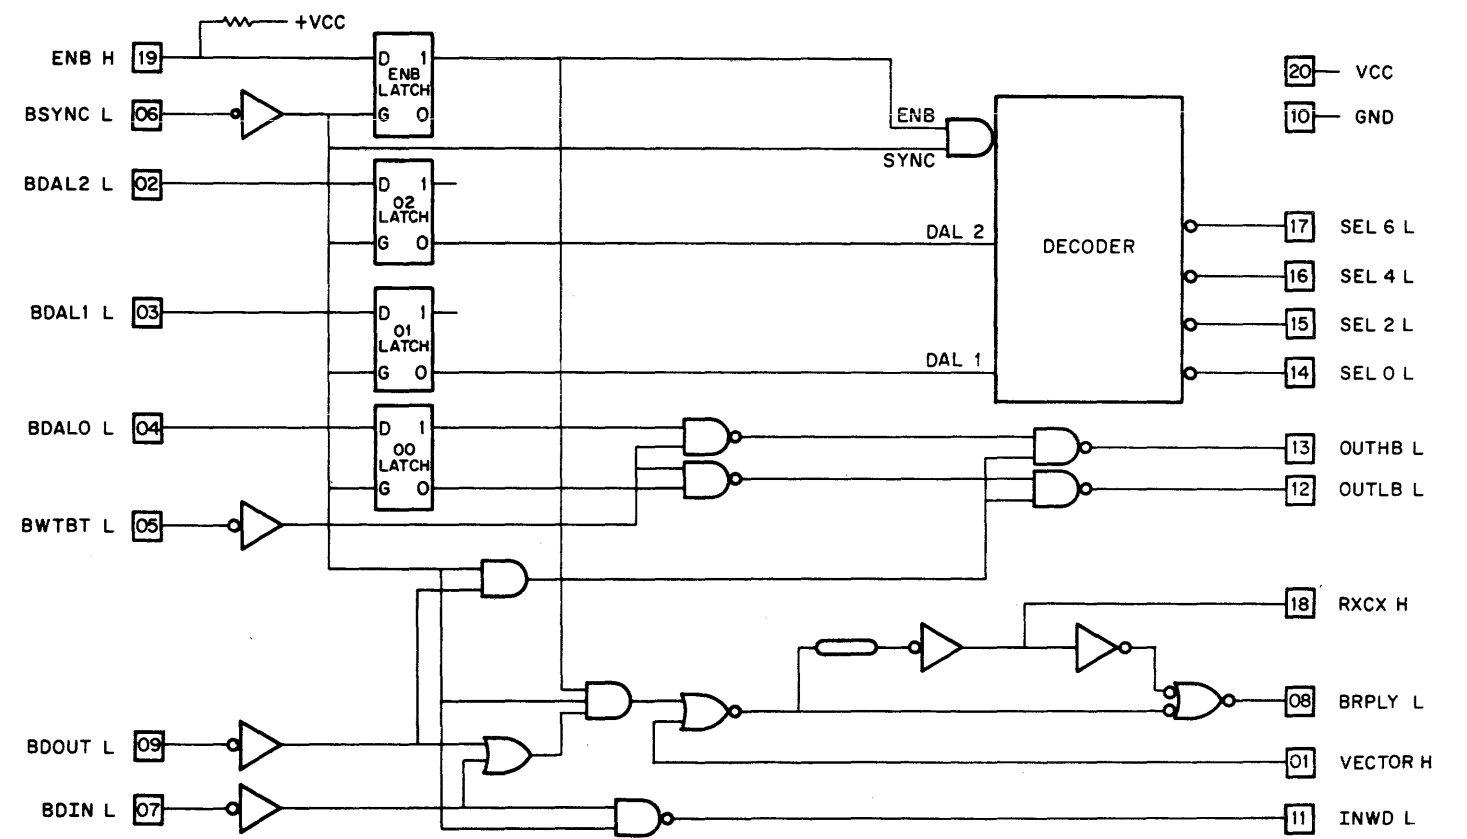 +VCC
ENB H 19 D 1 20 VCC
ENB
LATCH
BSYNC L 06 G 0 ENB 10 GND
SYNC
BDAL2 L 02 D 1
02
LATCH
G 0 DAL 2 17 SEL 6 L
DECODER
16 SEL 4 L
BDAL1 L 03 D 1 15 SEL 2 L
01
LATCH
G 0 DAL 1 14 SEL 0 L
BDAL0 L 04 D 1 13 OUTHB L
00
LATCH
G 0 12 OUTLB L
BWTBT L 05
18 RXCX H
08 BRPLY L
BDOUT L 09
01 VECTOR H
BDIN L 07 11 INWD L